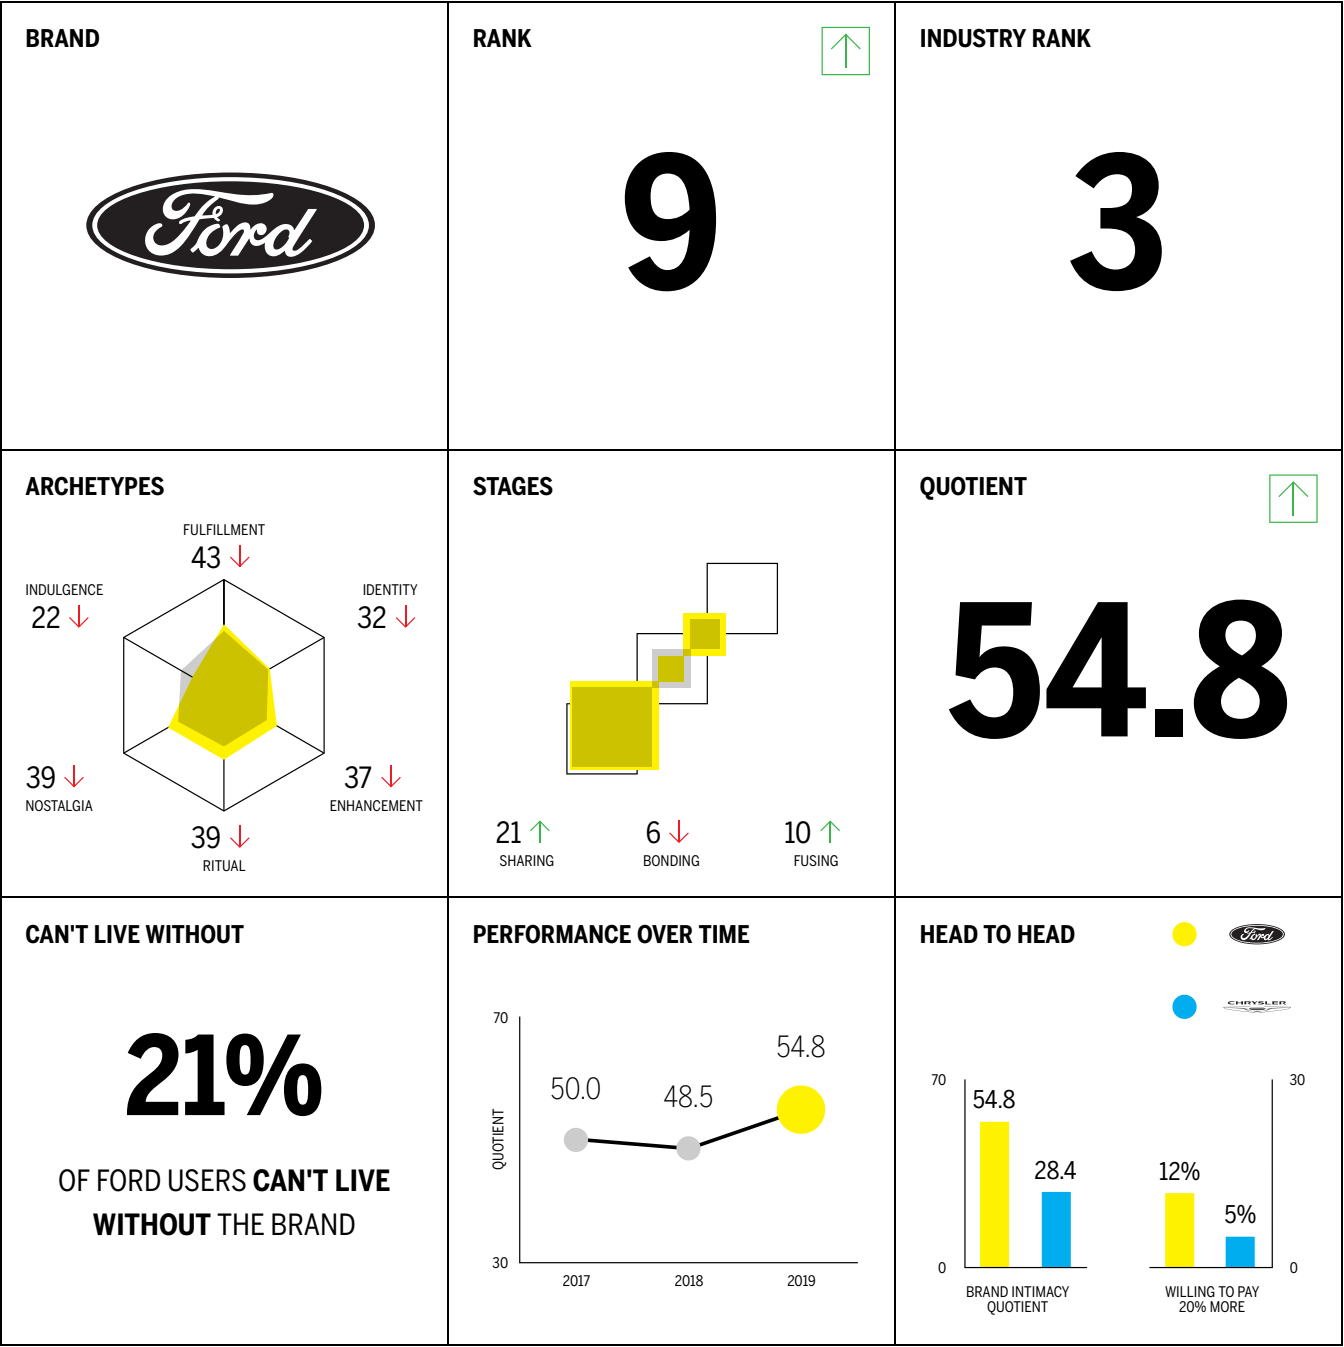 BRAND
Ford
RANK
9
INDUSTRY RANK
3
ARCHETYPES
FULFILLMENT
43
INDULGENCE
22
IDENTITY
32
39
NOSTALGIA
37
ENHANCEMENT
39
RITUAL
STAGES
21
SHARING
6
BONDING
10
FUSING
QUOTIENT
54.8
CAN'T LIVE WITHOUT
21%
OF FORD USERS CAN'T LIVE
WITHOUT THE BRAND
PERFORMANCE OVER TIME
70
QUOTIENT
30
50.0
48.5
54.8
2017
2018
2019
HEAD TO HEAD
Ford
CHRYSLER
70
0
54.8
28.4
BRAND INTIMACY
QUOTIENT
12%
5%
30
0
WILLING TO PAY
20% MORE